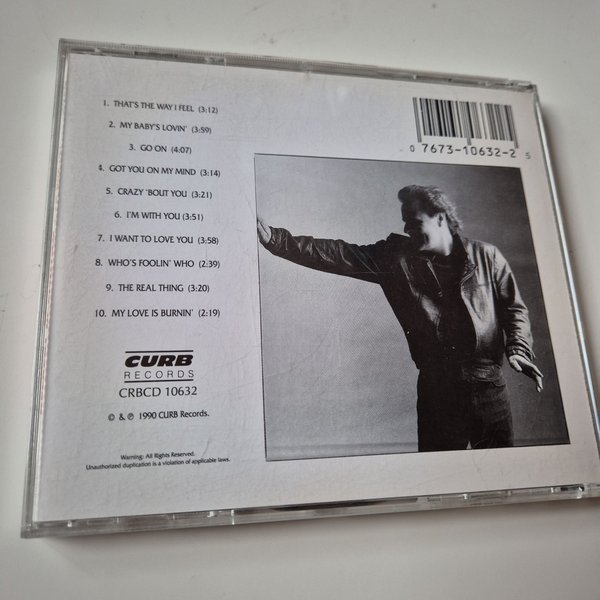 1. THAT'S THE WAY I FEEL (3:12)
2. MY BABY'S LOVIN' (3:59)
3. GO ON (4:07)
4. GOT YOU ON MY MIND (3:14)
5. CRAZY 'BOUT YOU (3:21)
6. I'M WITH YOU (3:51)
7. I WANT TO LOVE YOU (3:58)
8. WHO'S FOOLIN' WHO (2:39)
9. THE REAL THING (3:20)
10. MY LOVE IS BURNIN' (2:19)
CURB
RECORDS
CRBCD 10632
© & ℗ 1990 CURB Records.
Warning: All Rights Reserved.
Unauthorized duplication is a violation of applicable laws.
0 7673-10632-2 5